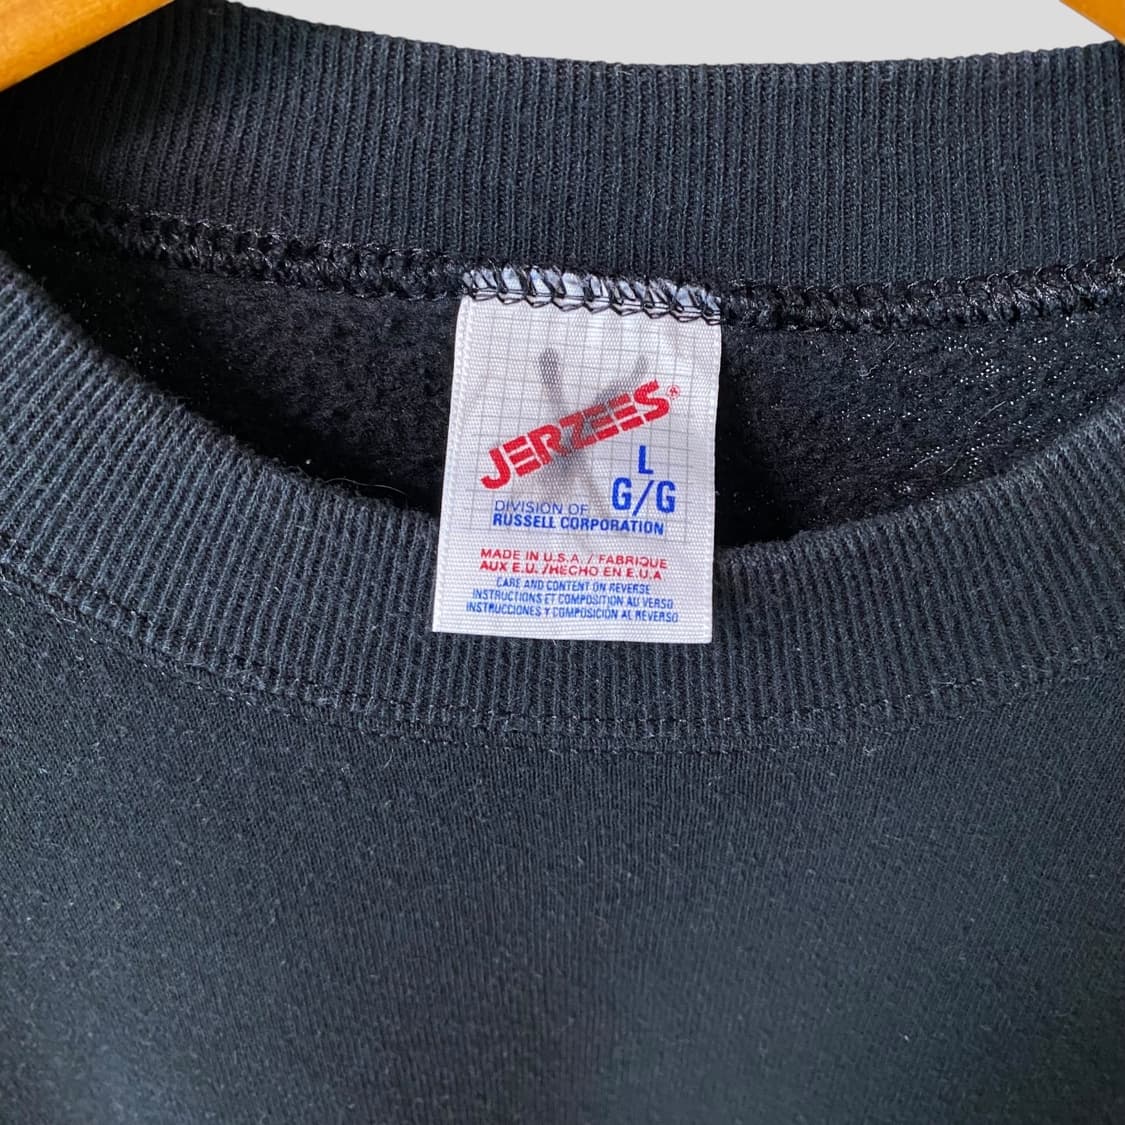 JERZEES®
L
G/G
DIVISION OF
RUSSELL CORPORATION
MADE IN U.S.A. / FABRIQUE
AUX E.U. /HECHO EN E.U.A
CARE AND CONTENT ON REVERSE
INSTRUCTIONS ET COMPOSITION AU VERSO
INSTRUCCIONES Y COMPOSICIÓN AL REVERSO